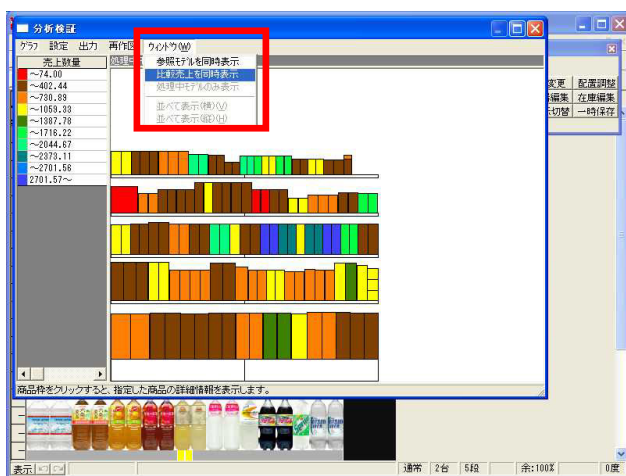 分析検証
グラフ 設定 出力 再作図 ウィンドウ(W)
売上数量
処理中
参照モデルを同時表示
比較売上を同時表示
処理中モデルのみ表示
並べて表示(横)(V)
並べて表示(縦)(H)
～74.00
～402.44
～730.89
～1059.33
～1387.78
～1716.22
～2044.67
～2373.11
～2701.56
2701.57～
変更 配置調整
編集 在庫編集
切替 一時保存
商品枠をクリックすると、指定した商品の詳細情報を表示します。
表示 通常 2台 5段 余:100% 0度